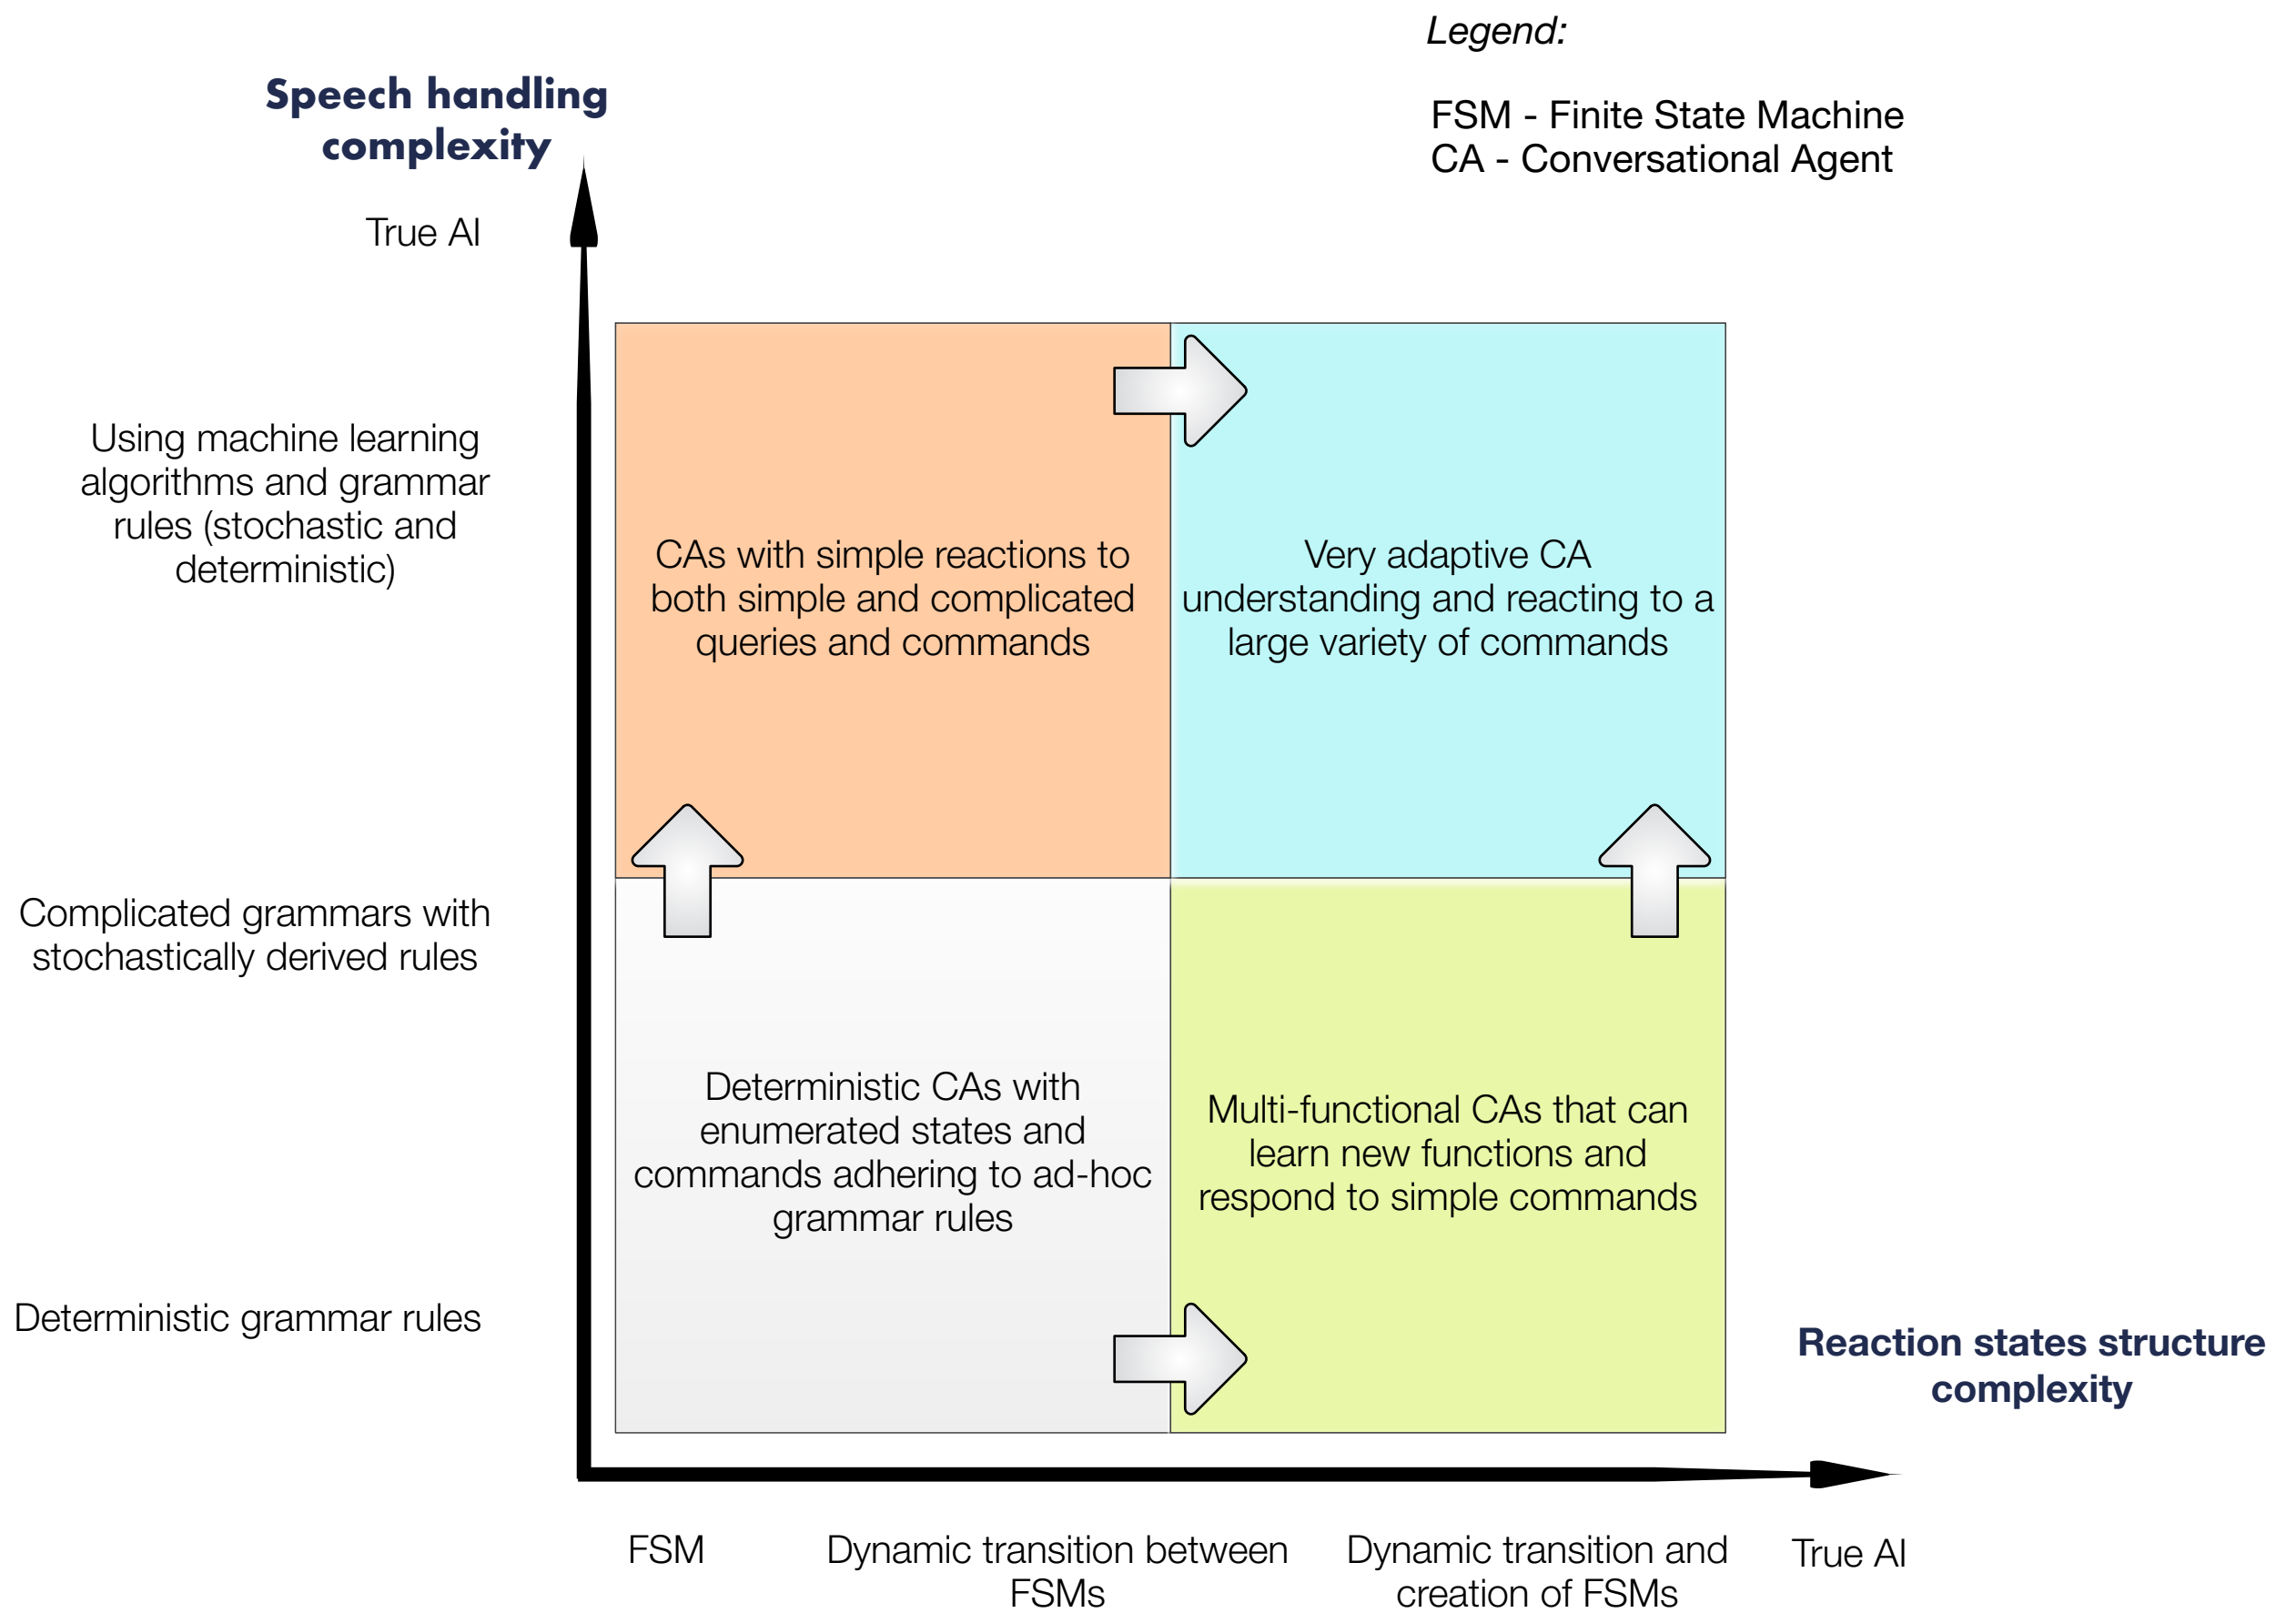 Legend:
FSM - Finite State Machine
CA - Conversational Agent
Speech handling
complexity
True AI
Using machine learning
algorithms and grammar
rules (stochastic and
deterministic)
Complicated grammars with
stochastically derived rules
Deterministic grammar rules
CAs with simple reactions to
both simple and complicated
queries and commands
Very adaptive CA
understanding and reacting to a
large variety of commands
Deterministic CAs with
enumerated states and
commands adhering to ad-hoc
grammar rules
Multi-functional CAs that can
learn new functions and
respond to simple commands
Reaction states structure
complexity
FSM
Dynamic transition between
FSMs
Dynamic transition and
creation of FSMs
True AI